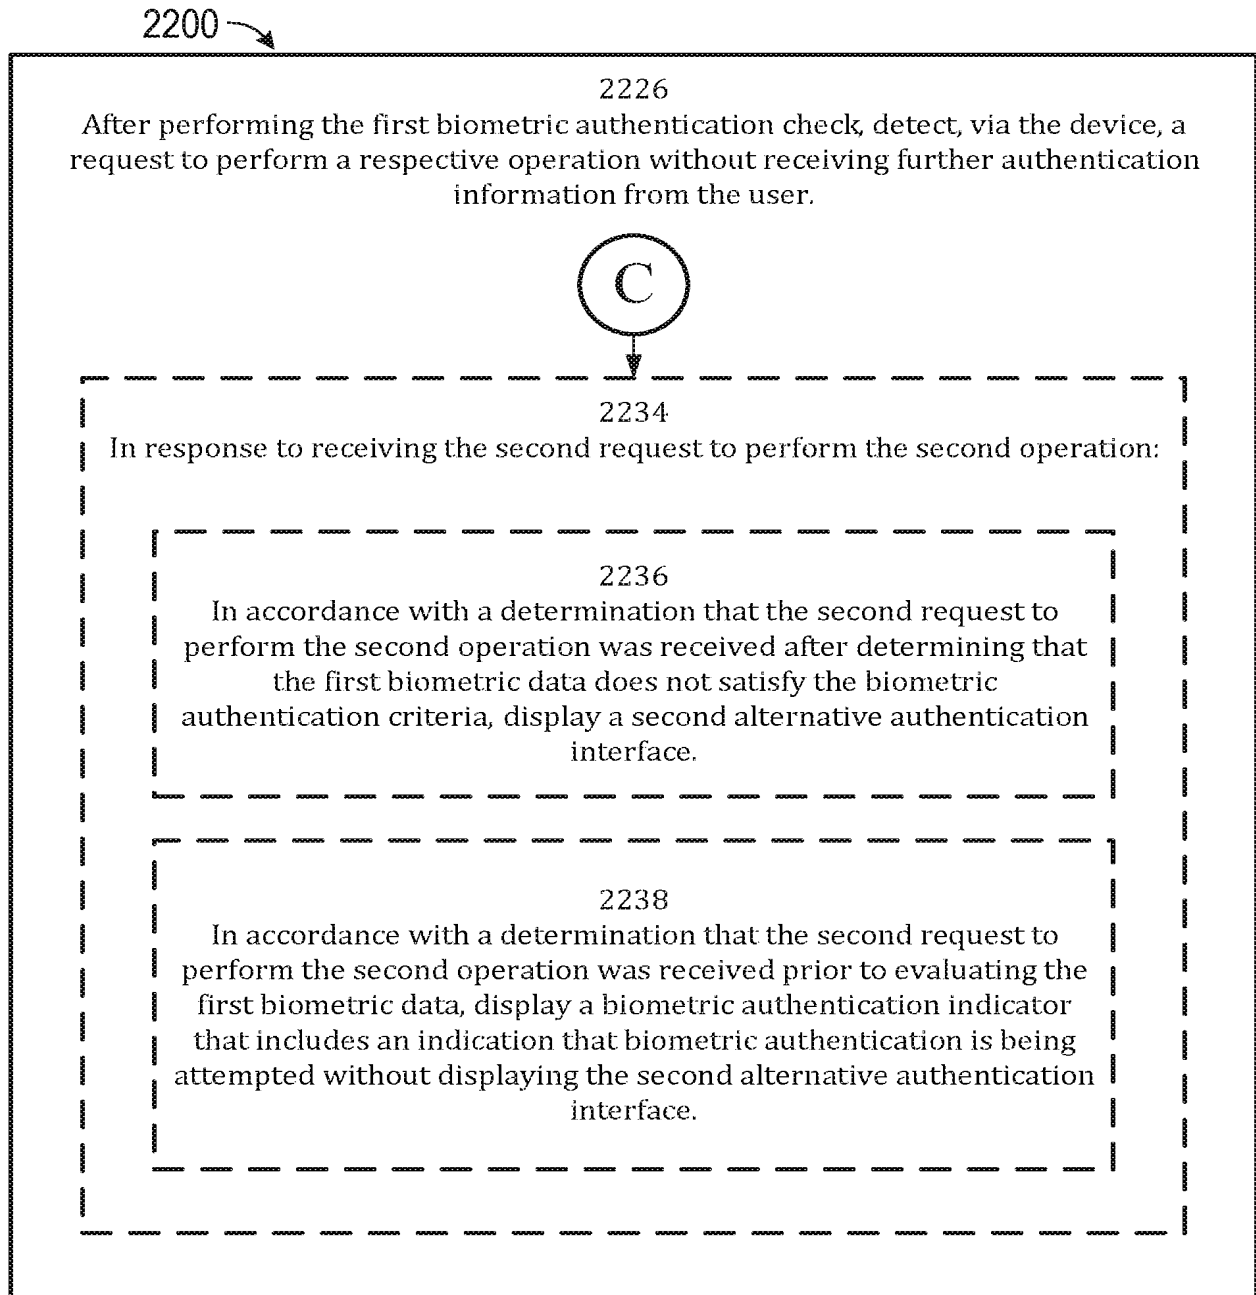 2200
2226
After performing the first biometric authentication check, detect, via the device, a
request to perform a respective operation without receiving further authentication
information from the user.
C
2234
In response to receiving the second request to perform the second operation:
2236
In accordance with a determination that the second request to
perform the second operation was received after determining that
the first biometric data does not satisfy the biometric
authentication criteria, display a second alternative authentication
interface.
2238
In accordance with a determination that the second request to
perform the second operation was received prior to evaluating the
first biometric data, display a biometric authentication indicator
that includes an indication that biometric authentication is being
attempted without displaying the second alternative authentication
interface.